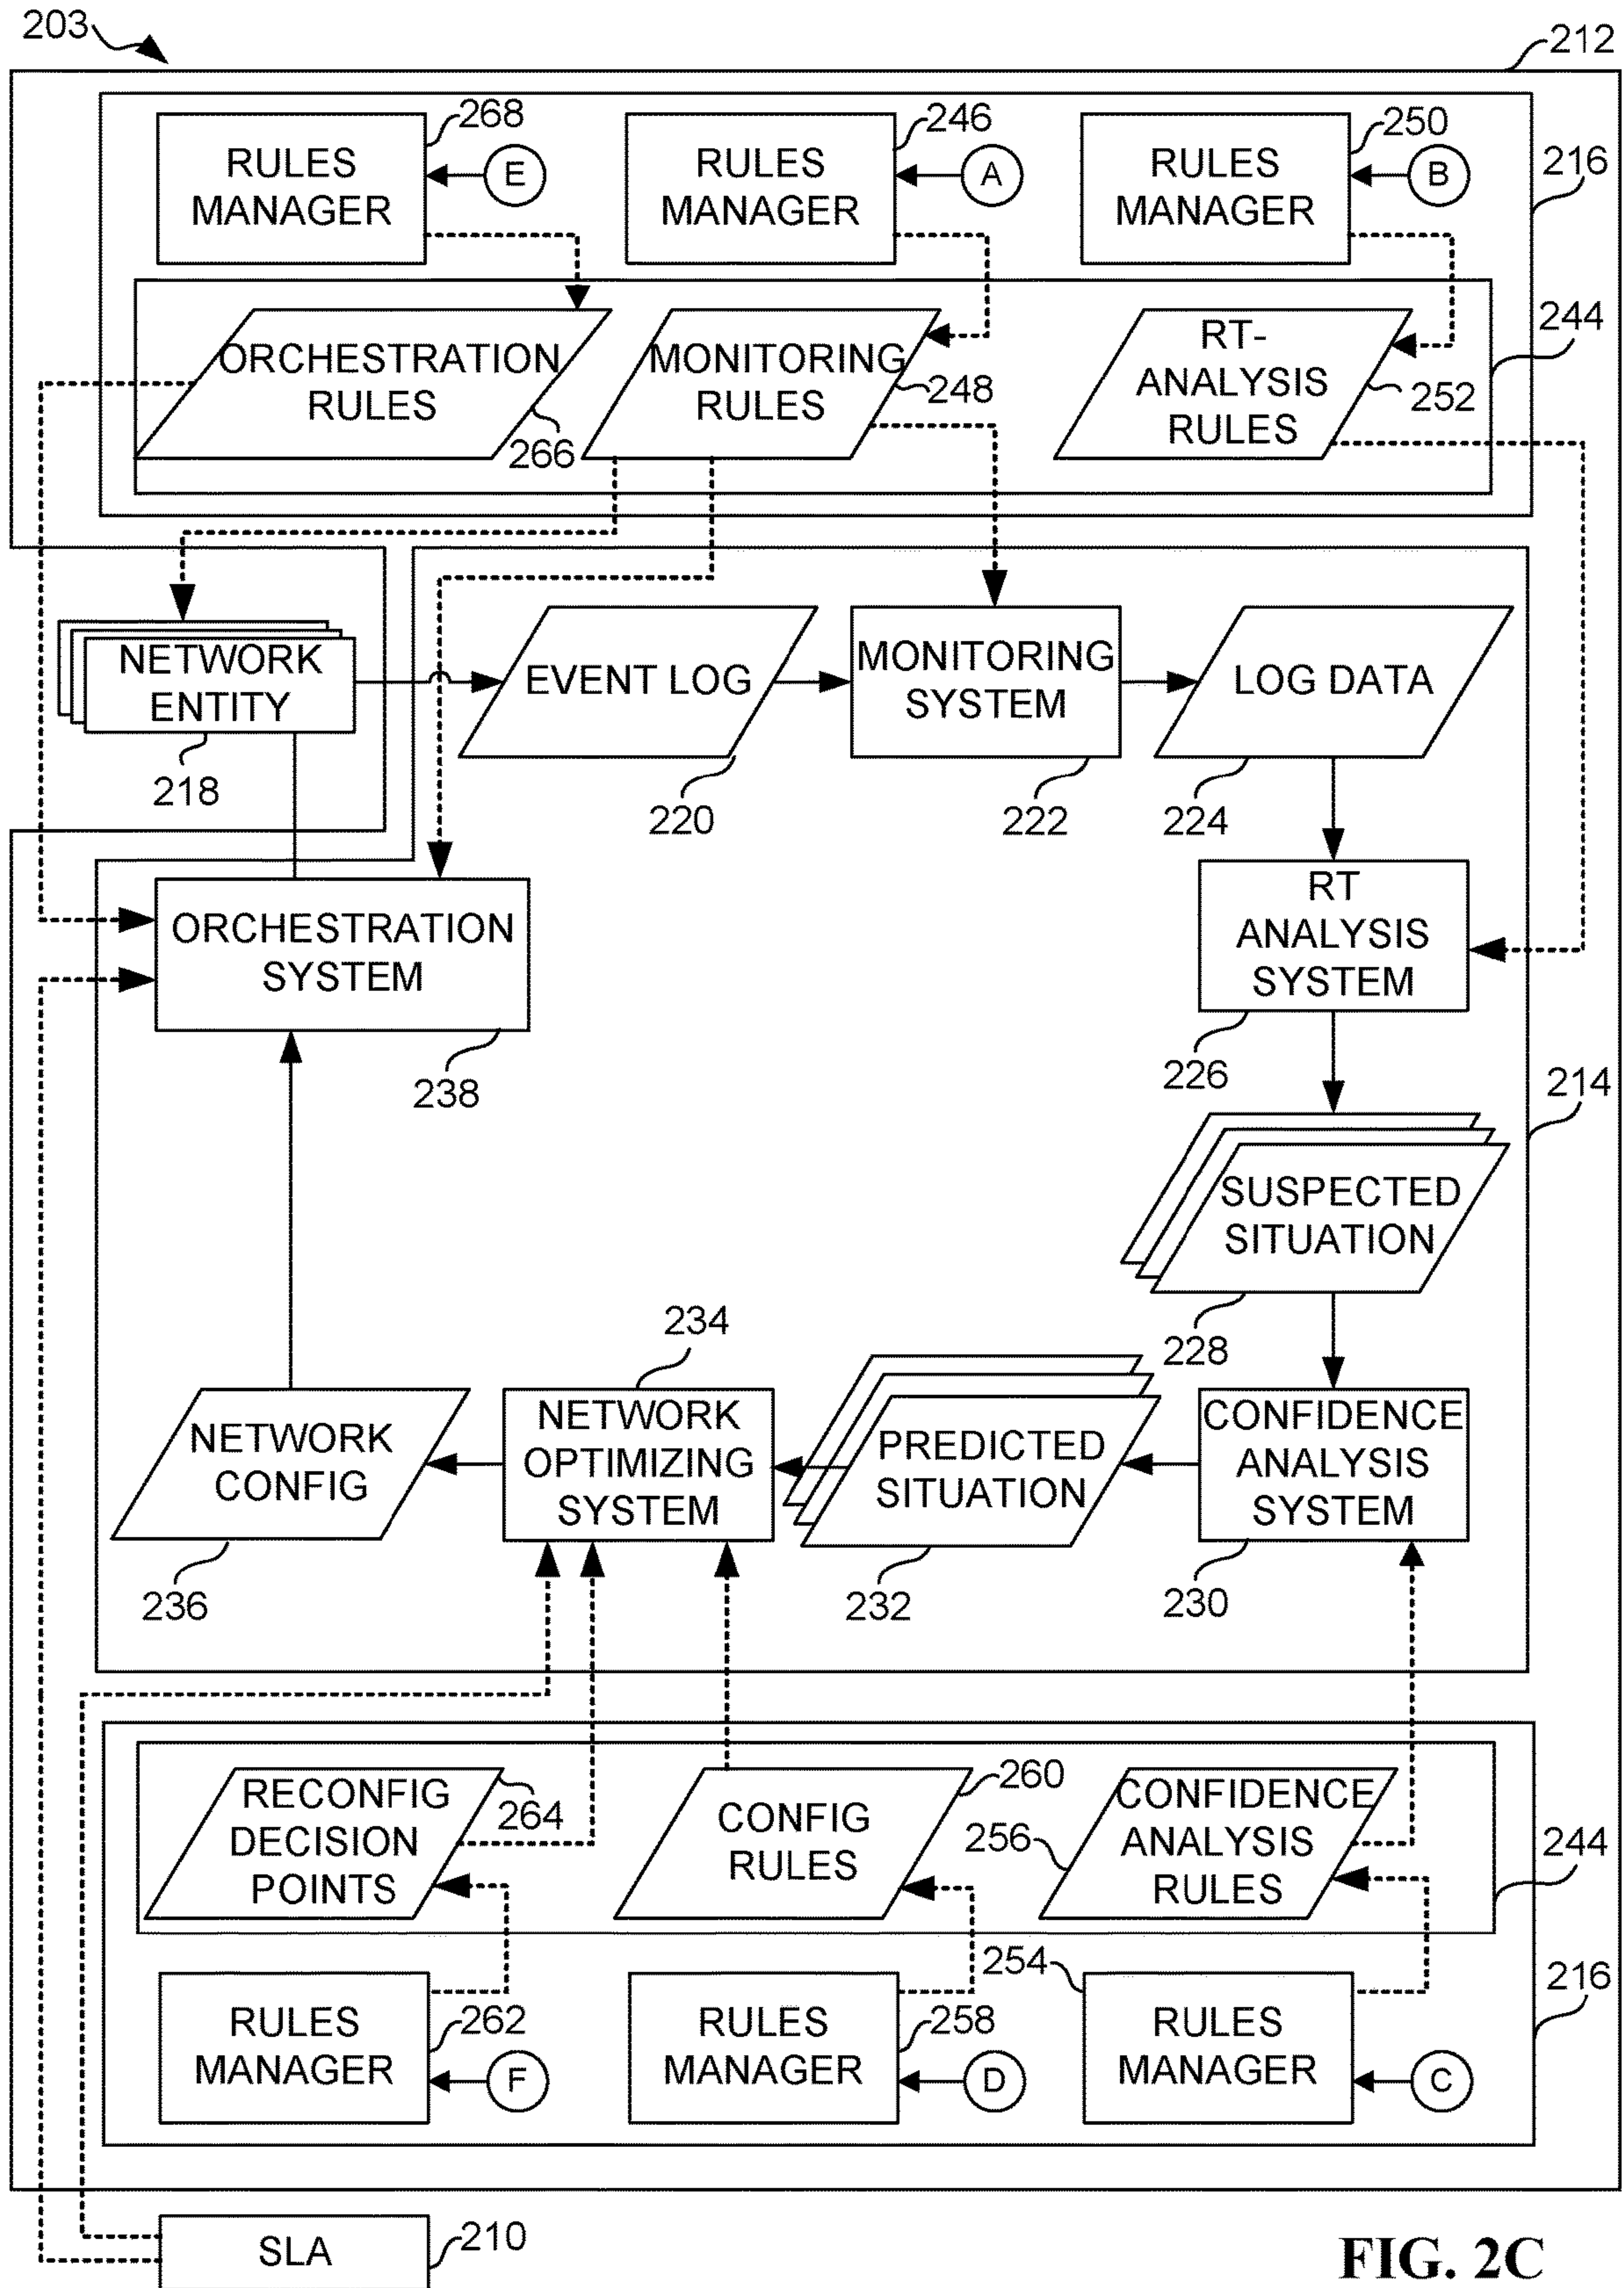 203
212
268
246
250
RULES
MANAGER
E
RULES
MANAGER
A
RULES
MANAGER
B
216
244
ORCHESTRATION
RULES
266
MONITORING
RULES
248
RT-
ANALYSIS
RULES
252
NETWORK
ENTITY
218
EVENT LOG
220
MONITORING
SYSTEM
222
LOG DATA
224
ORCHESTRATION
SYSTEM
238
RT
ANALYSIS
SYSTEM
226
214
SUSPECTED
SITUATION
228
234
NETWORK
CONFIG
236
NETWORK
OPTIMIZING
SYSTEM
PREDICTED
SITUATION
232
CONFIDENCE
ANALYSIS
SYSTEM
230
RECONFIG
DECISION
POINTS
264
CONFIG
RULES
260
256
CONFIDENCE
ANALYSIS
RULES
244
RULES
MANAGER
262
F
RULES
MANAGER
258
D
254
RULES
MANAGER
C
216
SLA
210
FIG. 2C